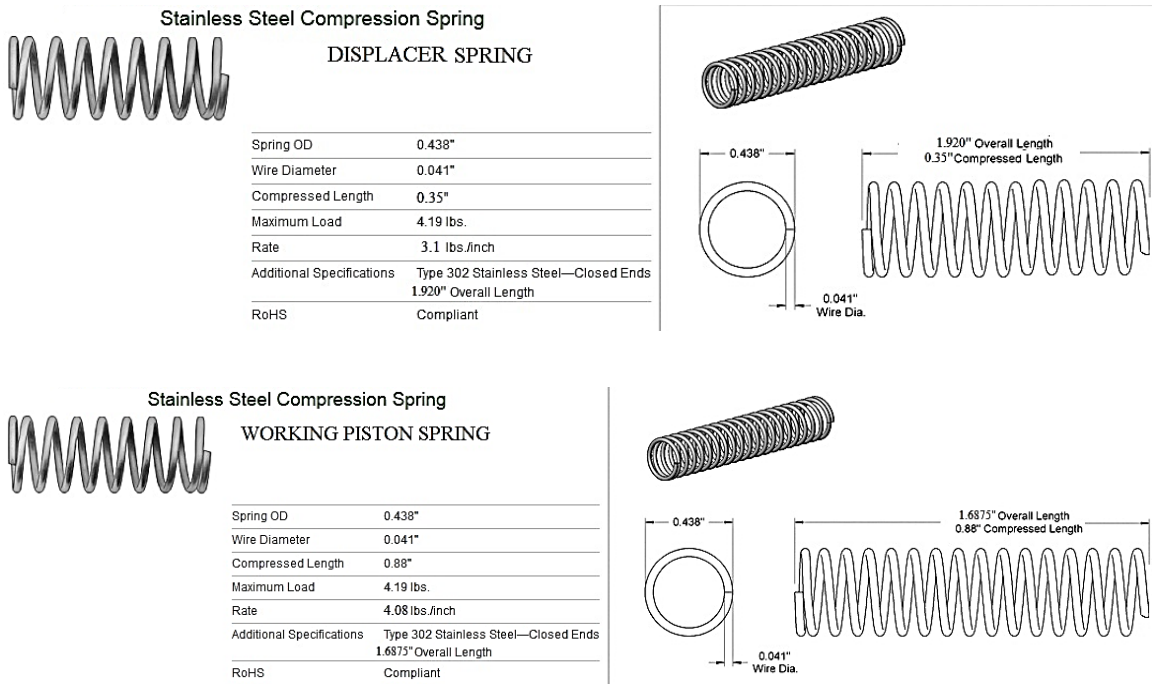 Stainless Steel Compression Spring
DISPLACER SPRING
Spring OD 0.438"
Wire Diameter 0.041"
Compressed Length 0.35"
Maximum Load 4.19 lbs.
Rate 3.1 lbs./inch
Additional Specifications Type 302 Stainless Steel—Closed Ends
1.920" Overall Length
RoHS Compliant
0.438"
1.920" Overall Length
0.35" Compressed Length
0.041"
Wire Dia.
Stainless Steel Compression Spring
WORKING PISTON SPRING
Spring OD 0.438"
Wire Diameter 0.041"
Compressed Length 0.88"
Maximum Load 4.19 lbs.
Rate 4.08 lbs./inch
Additional Specifications Type 302 Stainless Steel—Closed Ends
1.6875" Overall Length
RoHS Compliant
0.438"
1.6875" Overall Length
0.88" Compressed Length
0.041"
Wire Dia.